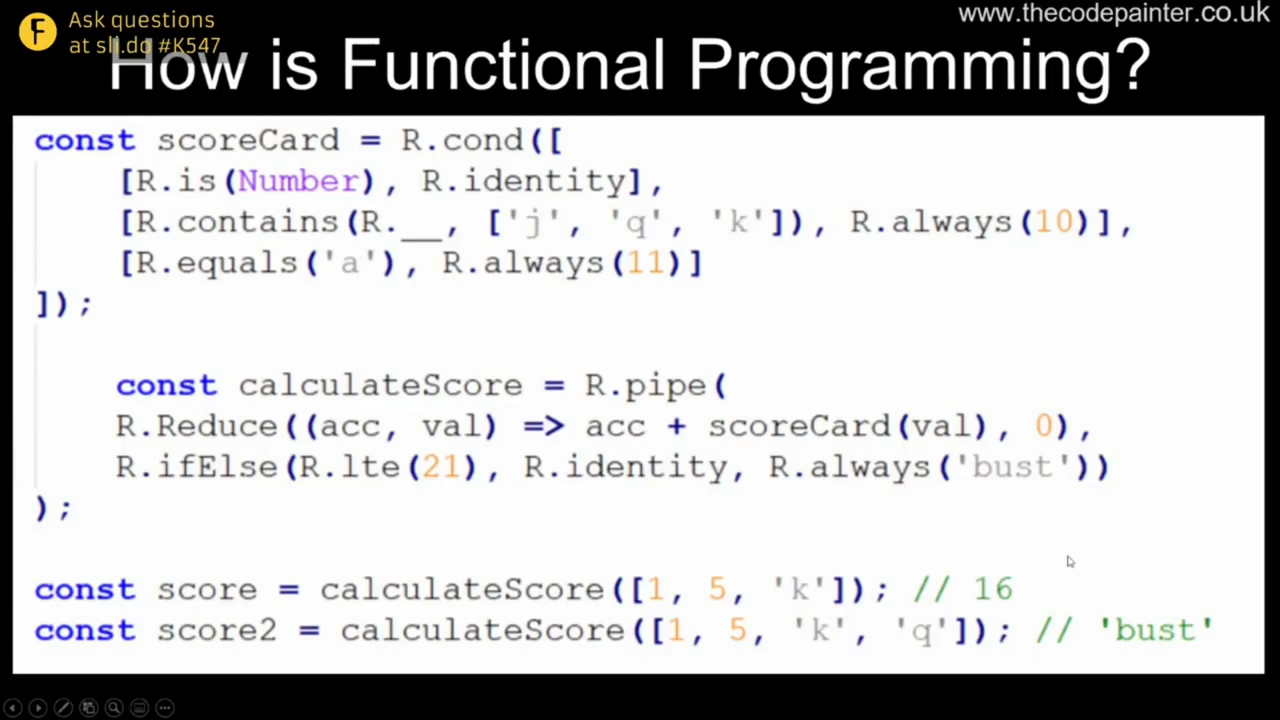 Ask questions
at sli.do #K547
www.thecodepainter.co.uk
How is Functional Programming?
const scoreCard = R.cond([
[R.is(Number), R.identity],
[R.contains(R.__, ['j', 'q', 'k']), R.always(10)],
[R.equals('a'), R.always(11)]
]);
const calculateScore = R.pipe(
R.Reduce((acc, val) => acc + scoreCard(val), 0),
R.ifElse(R.lte(21), R.identity, R.always('bust'))
);
const score = calculateScore([1, 5, 'k']); // 16
const score2 = calculateScore([1, 5, 'k', 'q']); // 'bust'